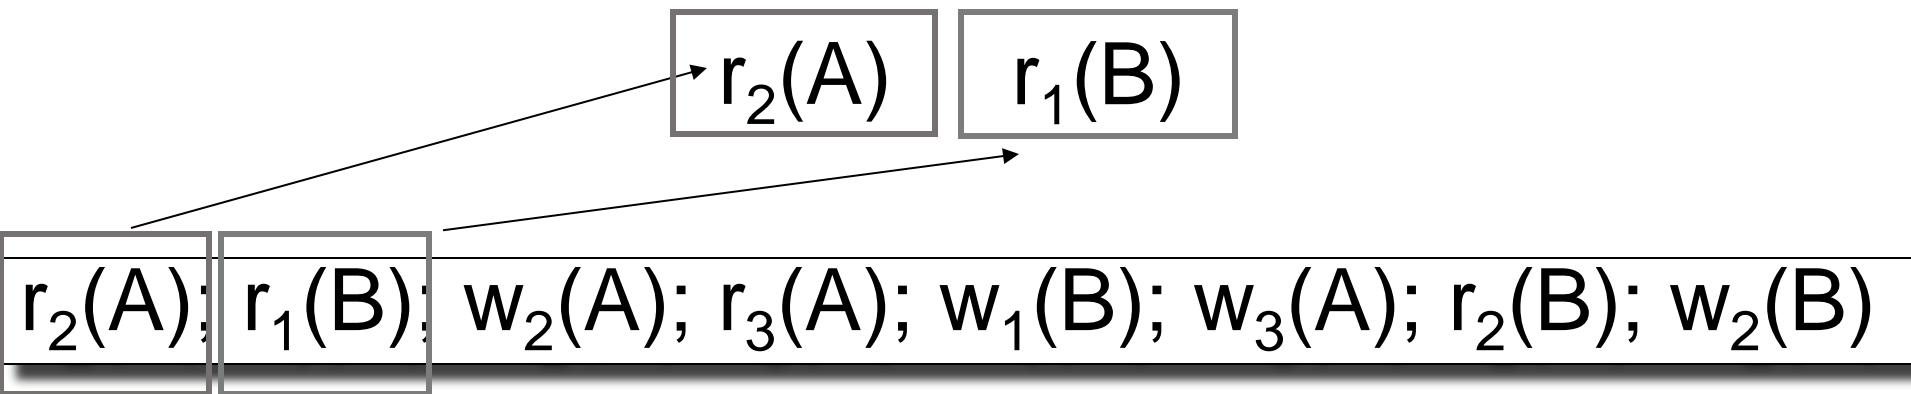 r₂(A) r₁(B)
r₂(A); r₁(B); w₂(A); r₃(A); w₁(B); w₃(A); r₂(B); w₂(B)